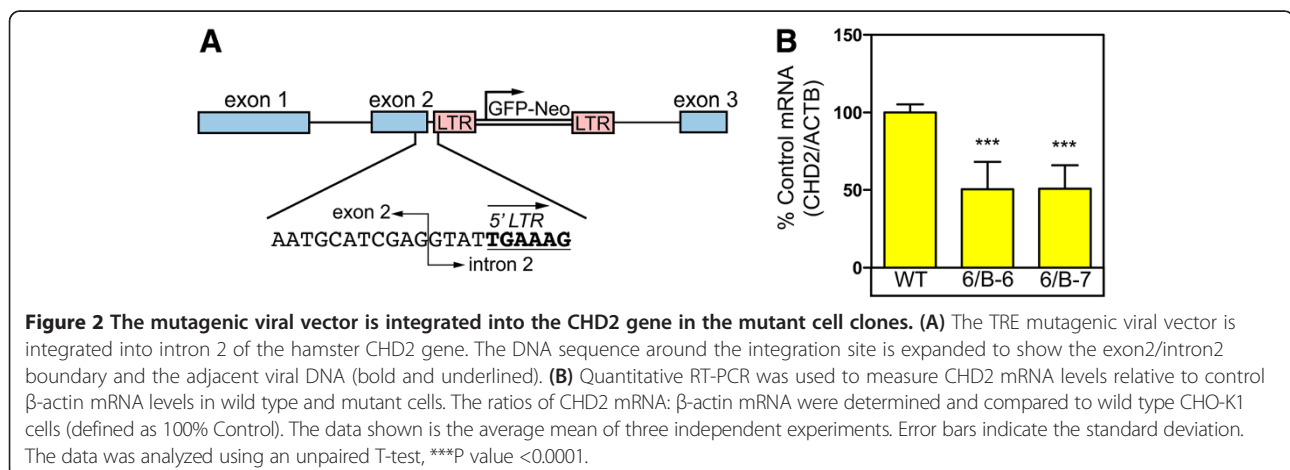 A
exon 1
exon 2
LTR
GFP-Neo
LTR
exon 3
exon 2
5' LTR
AATGCATCGAGGTATTGAAAG
intron 2
B
% Control mRNA
(CHD2/ACTB)
150
100
50
0
***
***
WT
6/B-6
6/B-7
Figure 2 The mutagenic viral vector is integrated into the CHD2 gene in the mutant cell clones. (A) The TRE mutagenic viral vector is
integrated into intron 2 of the hamster CHD2 gene. The DNA sequence around the integration site is expanded to show the exon2/intron2
boundary and the adjacent viral DNA (bold and underlined). (B) Quantitative RT-PCR was used to measure CHD2 mRNA levels relative to control
β-actin mRNA levels in wild type and mutant cells. The ratios of CHD2 mRNA: β-actin mRNA were determined and compared to wild type CHO-K1
cells (defined as 100% Control). The data shown is the average mean of three independent experiments. Error bars indicate the standard deviation.
The data was analyzed using an unpaired T-test, ***P value <0.0001.